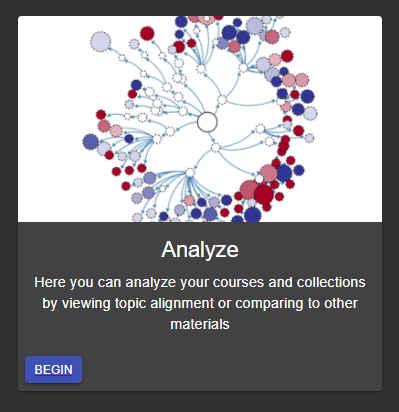 Analyze
Here you can analyze your courses and collections
by viewing topic alignment or comparing to other
materials
BEGIN